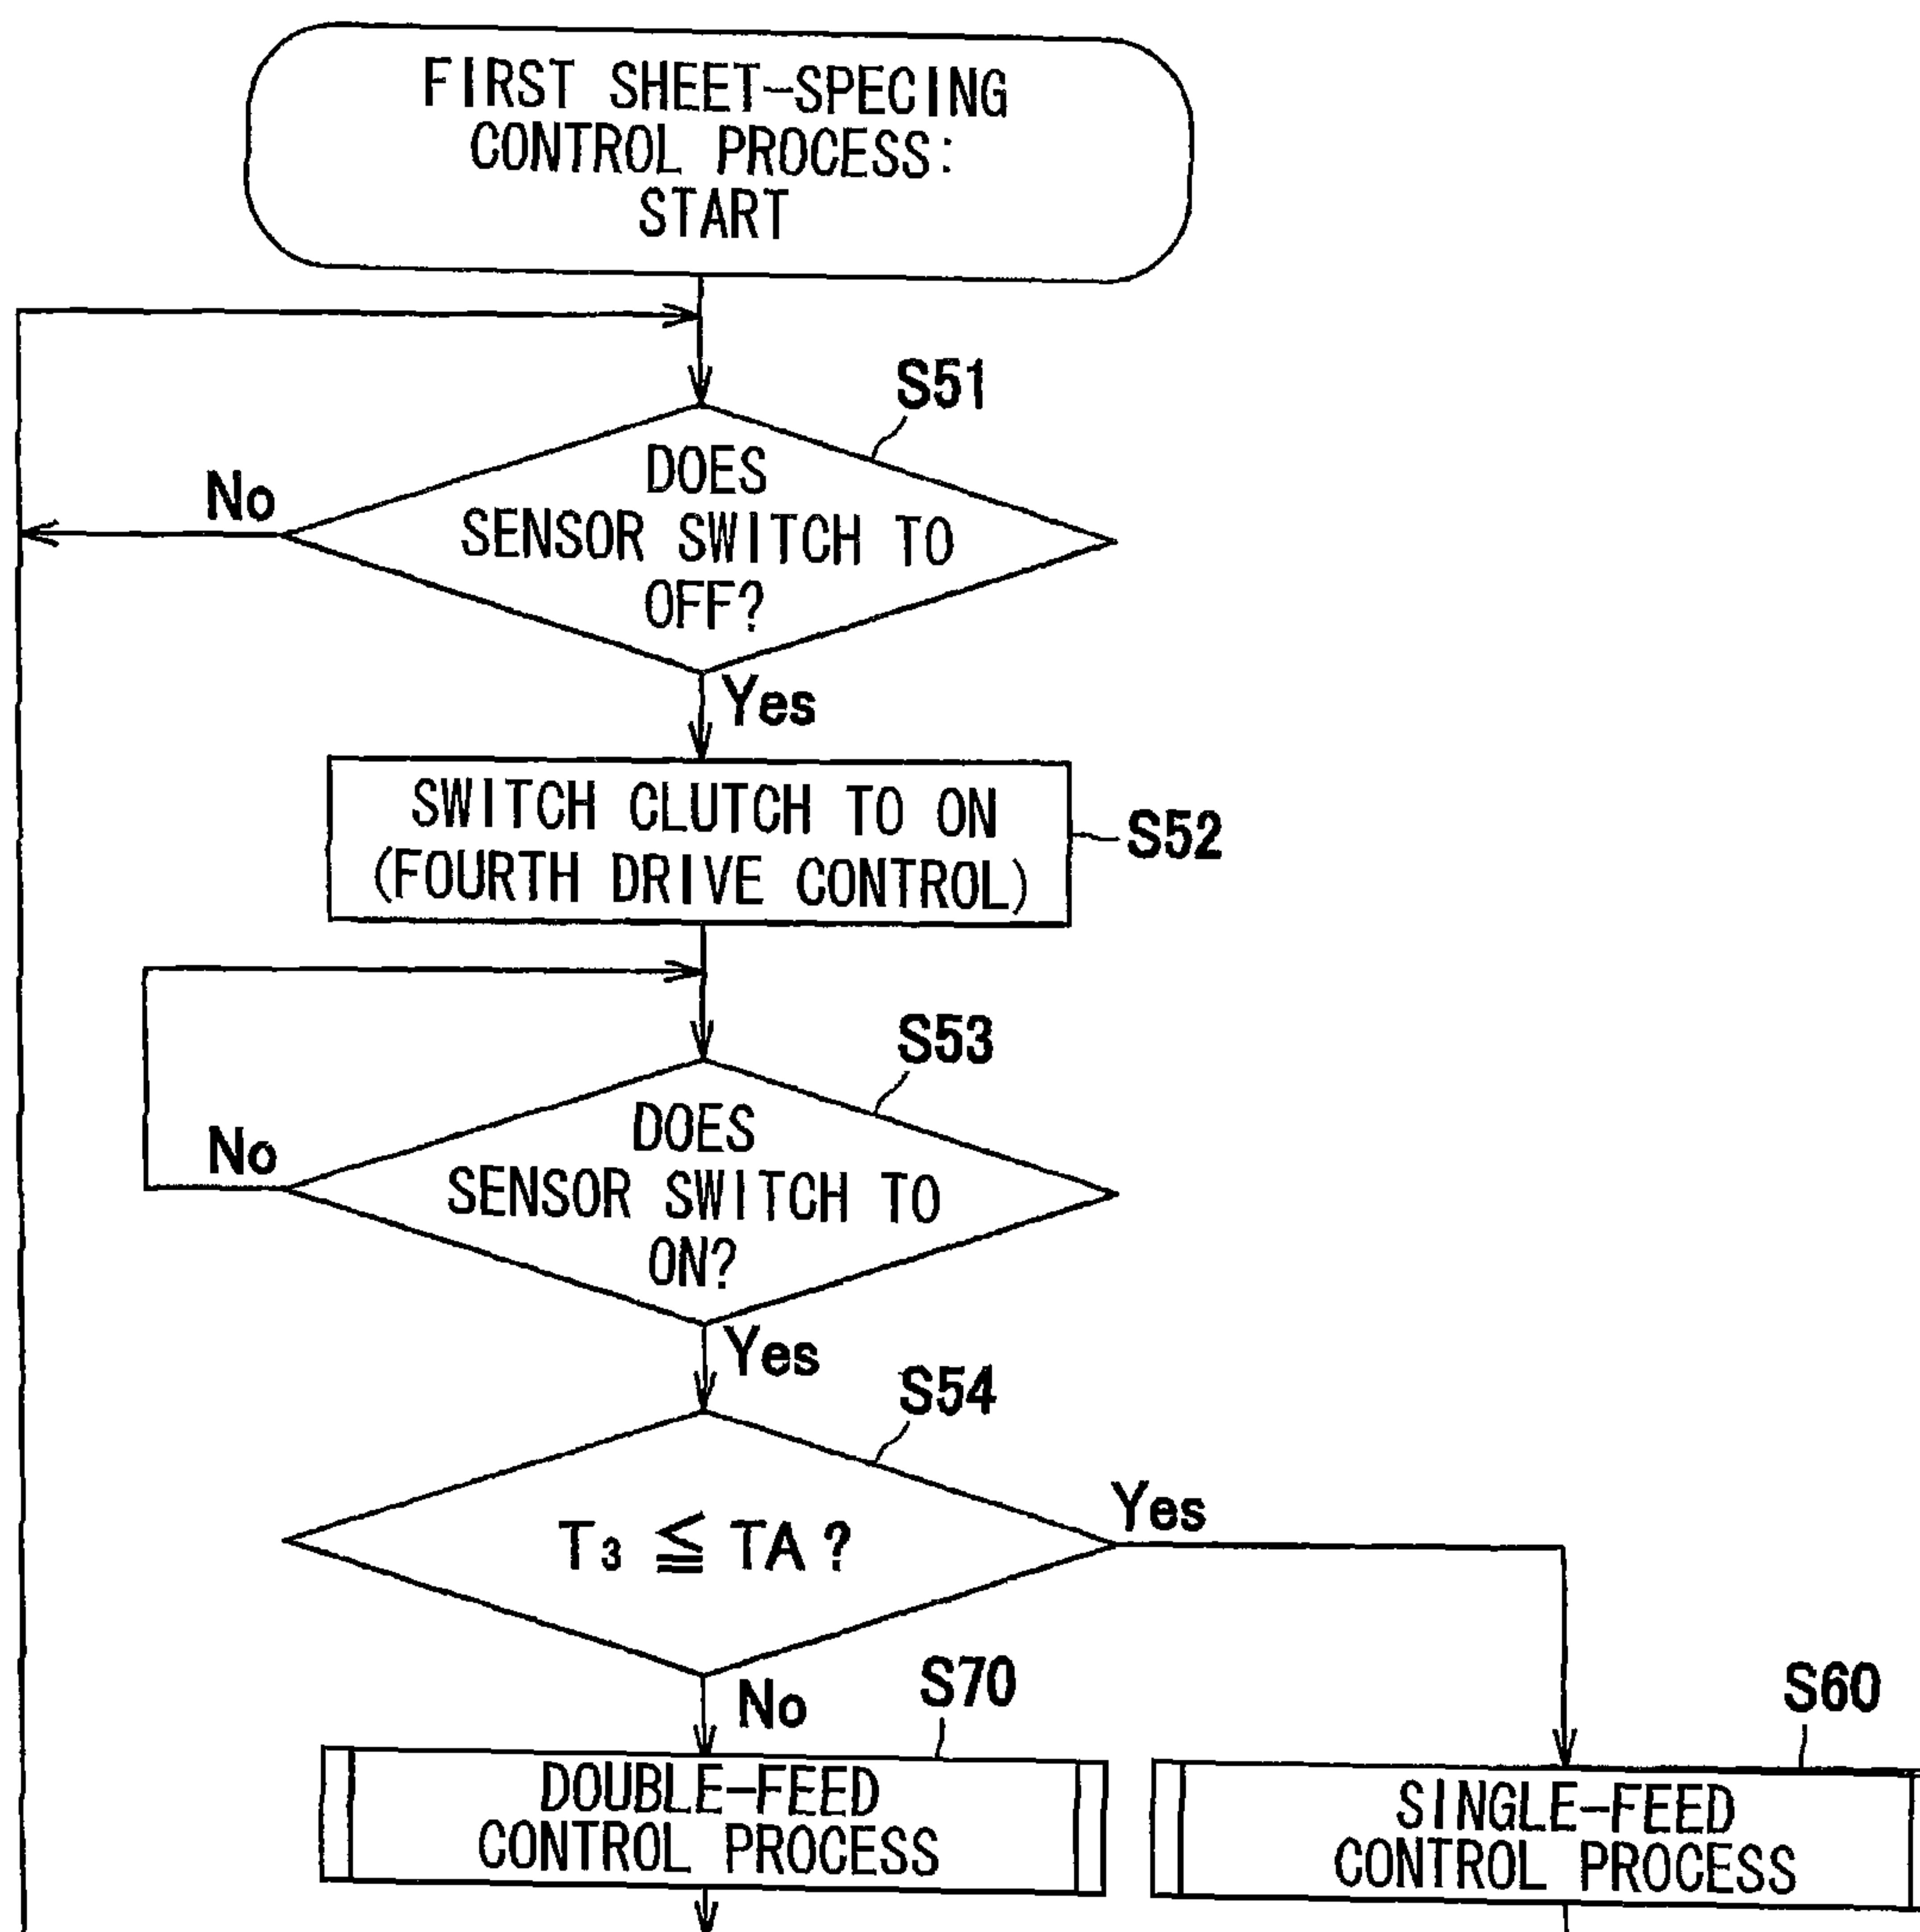 FIRST SHEET-SPECING
CONTROL PROCESS:
START
S51
DOES
SENSOR SWITCH TO
OFF?
No
Yes
SWITCH CLUTCH TO ON
(FOURTH DRIVE CONTROL)
S52
S53
DOES
SENSOR SWITCH TO
ON?
No
Yes
S54
T3 ≦ TA?
Yes
No
S70
S60
DOUBLE-FEED
CONTROL PROCESS
SINGLE-FEED
CONTROL PROCESS